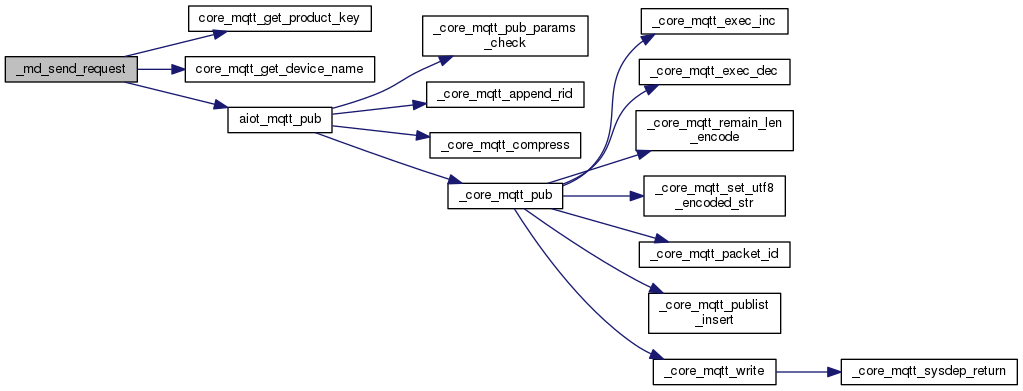 _md_send_request
core_mqtt_get_product_key
core_mqtt_get_device_name
aiot_mqtt_pub
_core_mqtt_pub_params
_check
_core_mqtt_append_rid
_core_mqtt_compress
_core_mqtt_pub
_core_mqtt_exec_inc
_core_mqtt_exec_dec
_core_mqtt_remain_len
_encode
_core_mqtt_set_utf8
_encoded_str
_core_mqtt_packet_id
_core_mqtt_publist
_insert
_core_mqtt_write
_core_mqtt_sysdep_return